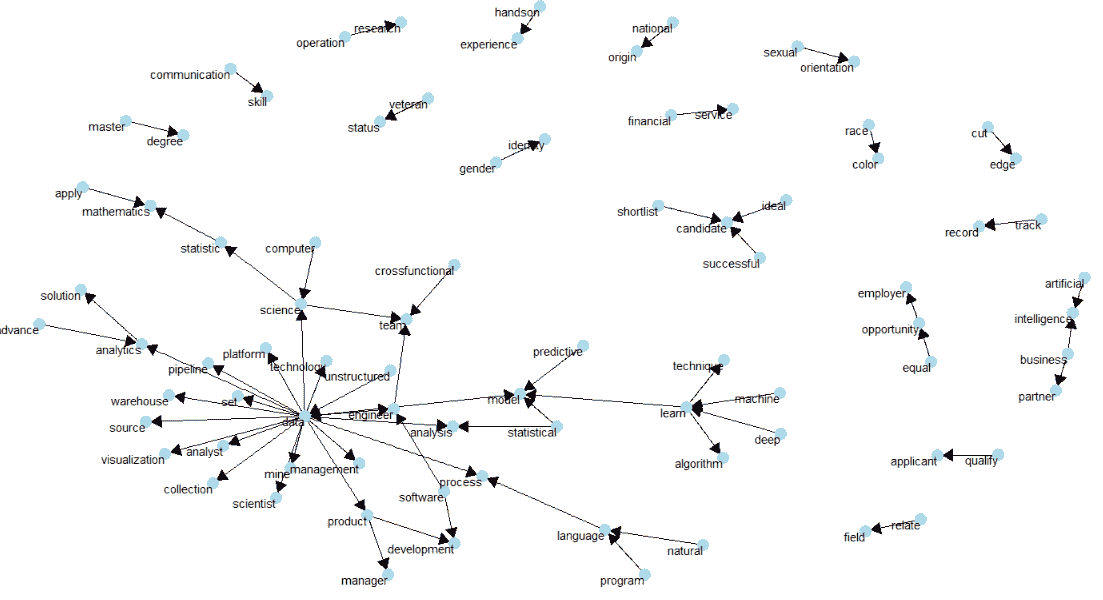 handson
research
national
operation
experience
origin
sexual
orientation
communication
skill
veteran
status
financial
service
master
degree
identity
gender
race
color
cut
edge
apply
mathematics
shortlist
ideal
candidate
record
track
statistic
computer
successful
crossfunctional
artificial
employer
solution
science
intelligence
team
opportunity
dvance
analytics
platform
predictive
business
pipeline
technology
unstructured
technique
equal
partner
warehouse
set
model
machine
source
data
engineer
learn
analysis
statistical
deep
visualization
analyst
algorithm
applicant
qualify
mine
management
process
collection
scientist
software
product
relate
field
language
development
natural
manager
program